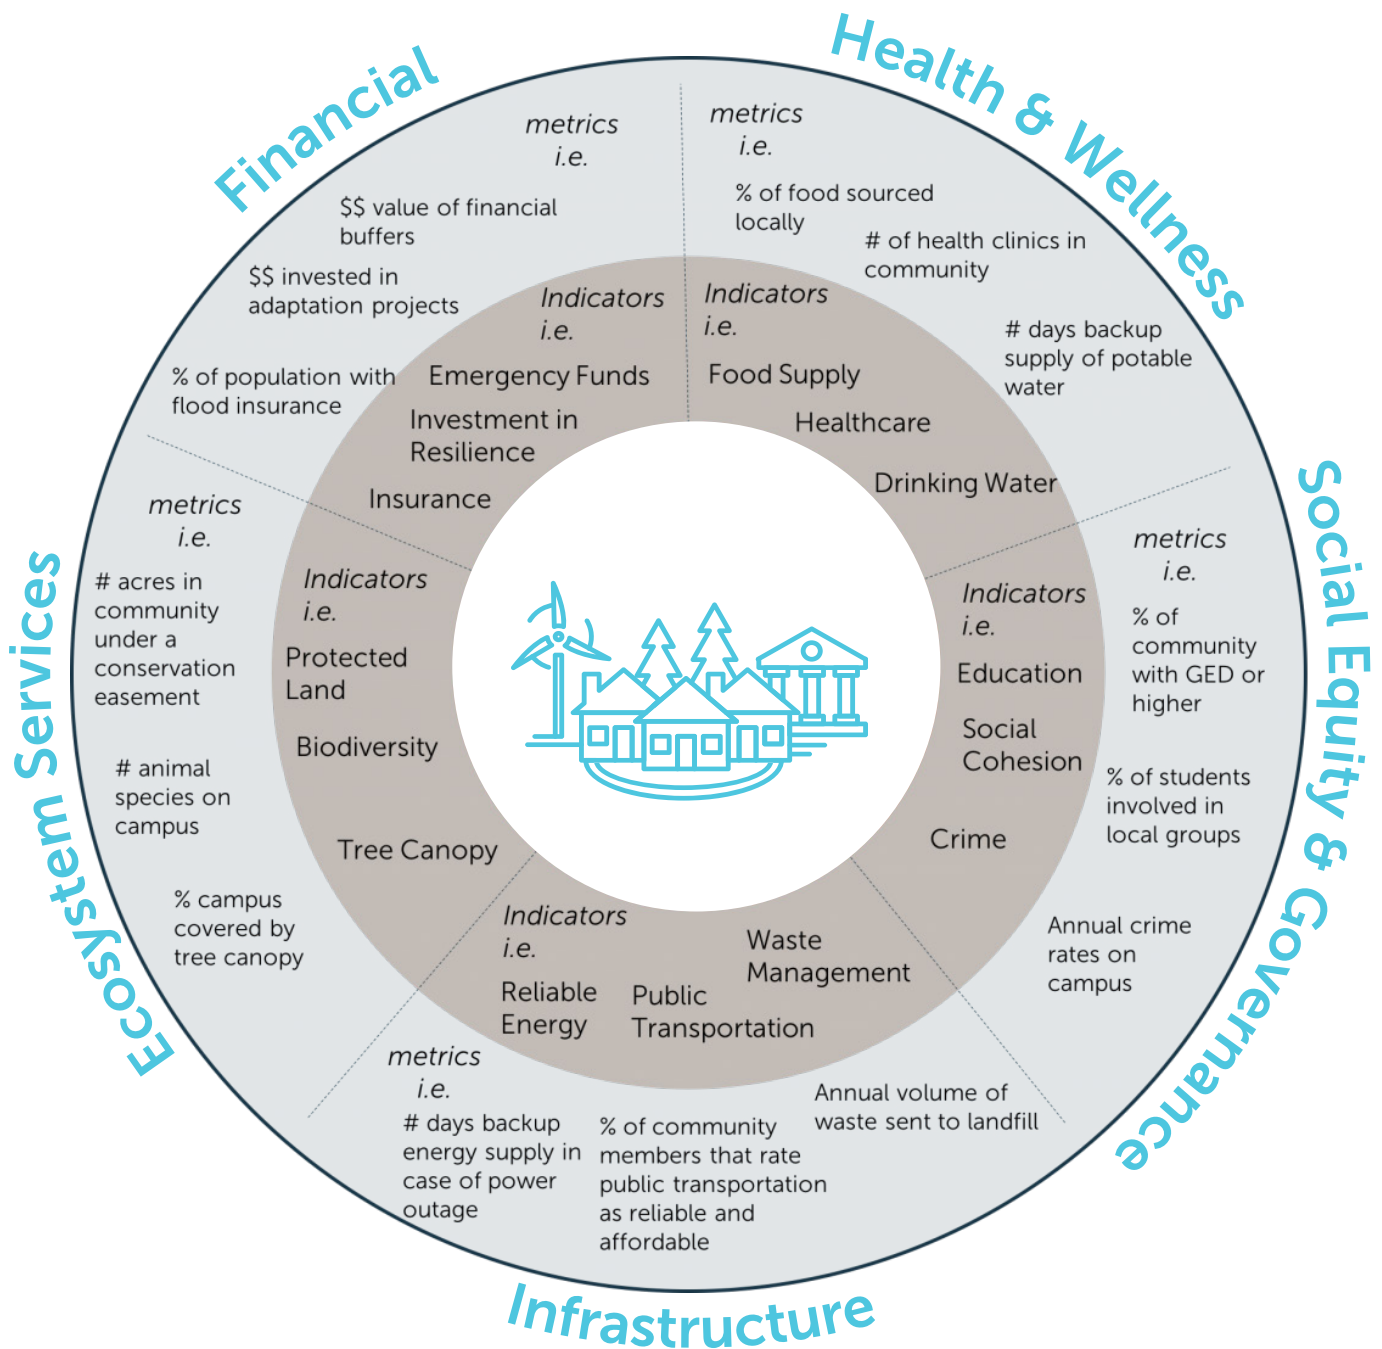 Financial
metrics
i.e.
$$ value of financial
buffers
$$ invested in
adaptation projects
% of population with
flood insurance
Indicators
i.e.
Emergency Funds
Investment in
Resilience
Insurance
Health & Wellness
metrics
i.e.
% of food sourced
locally
# of health clinics in
community
# days backup
supply of potable
water
Indicators
i.e.
Food Supply
Healthcare
Drinking Water
Social Equity & Governance
metrics
i.e.
% of
community
with GED or
higher
% of students
involved in
local groups
Annual crime
rates on
campus
Indicators
i.e.
Education
Social
Cohesion
Crime
Infrastructure
Indicators
i.e.
Reliable
Energy
Public
Transportation
Waste
Management
metrics
i.e.
# days backup
energy supply in
case of power
outage
% of community
members that rate
public transportation
as reliable and
affordable
Annual volume of
waste sent to landfill
Ecosystem Services
metrics
i.e.
# acres in
community
under a
conservation
easement
# animal
species on
campus
% campus
covered by
tree canopy
Indicators
i.e.
Protected
Land
Biodiversity
Tree Canopy